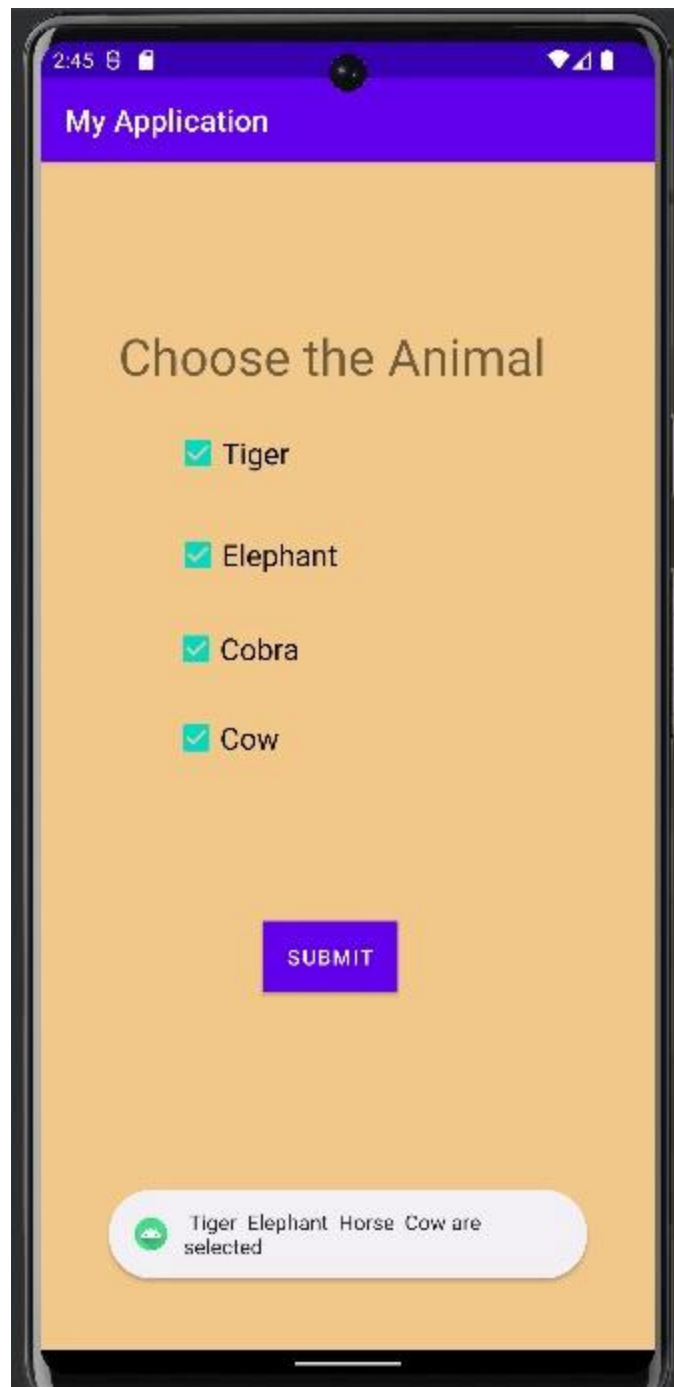 2:45
My Application
Choose the Animal
Tiger
Elephant
Cobra
Cow
SUBMIT
Tiger Elephant Horse Cow are
selected